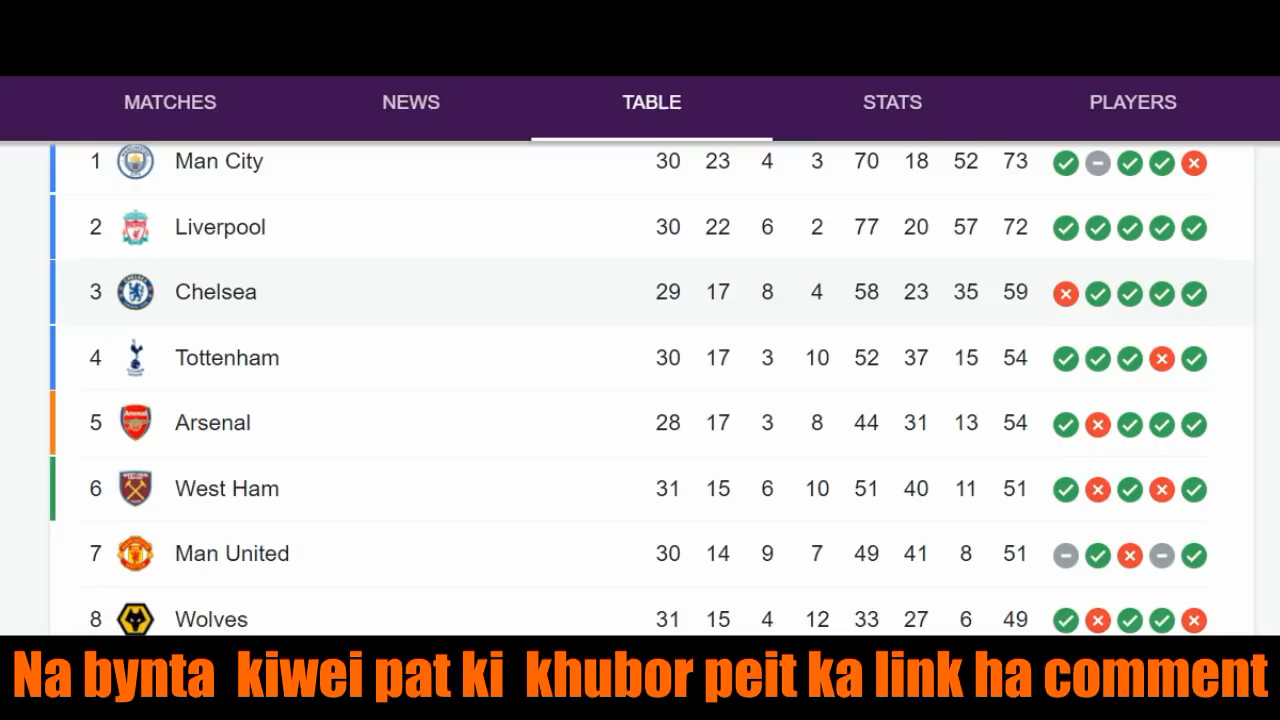 MATCHES NEWS TABLE STATS PLAYERS
1 Man City 30 23 4 3 70 18 52 73
2 Liverpool 30 22 6 2 77 20 57 72
3 Chelsea 29 17 8 4 58 23 35 59
4 Tottenham 30 17 3 10 52 37 15 54
5 Arsenal 28 17 3 8 44 31 13 54
6 West Ham 31 15 6 10 51 40 11 51
7 Man United 30 14 9 7 49 41 8 51
8 Wolves 31 15 4 12 33 27 6 49
Na bynta kiwei pat ki khubor peit ka link ha comment